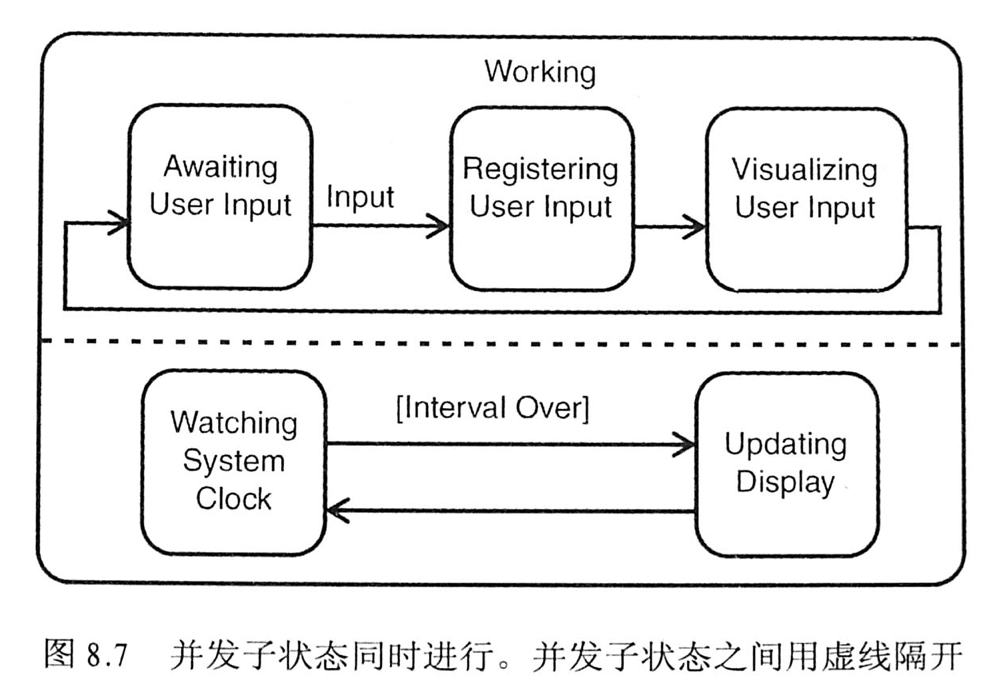 Working
Awaiting
User Input
Input
Registering
User Input
Visualizing
User Input
Watching
System
Clock
[Interval Over]
Updating
Display
图 8.7 并发子状态同时进行。并发子状态之间用虚线隔开